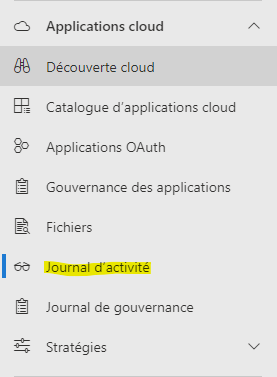 Applications cloud
Découverte cloud
Catalogue d'applications cloud
Applications OAuth
Gouvernance des applications
Fichiers
Journal d'activité
Journal de gouvernance
Stratégies